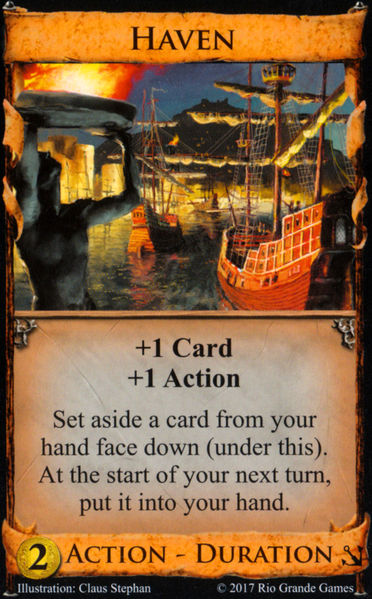 HAVEN
+1 Card
+1 Action
Set aside a card from your
hand face down (under this).
At the start of your next turn,
put it into your hand.
2 ACTION - DURATION
Illustration: Claus Stephan © 2017 Rio Grande Games